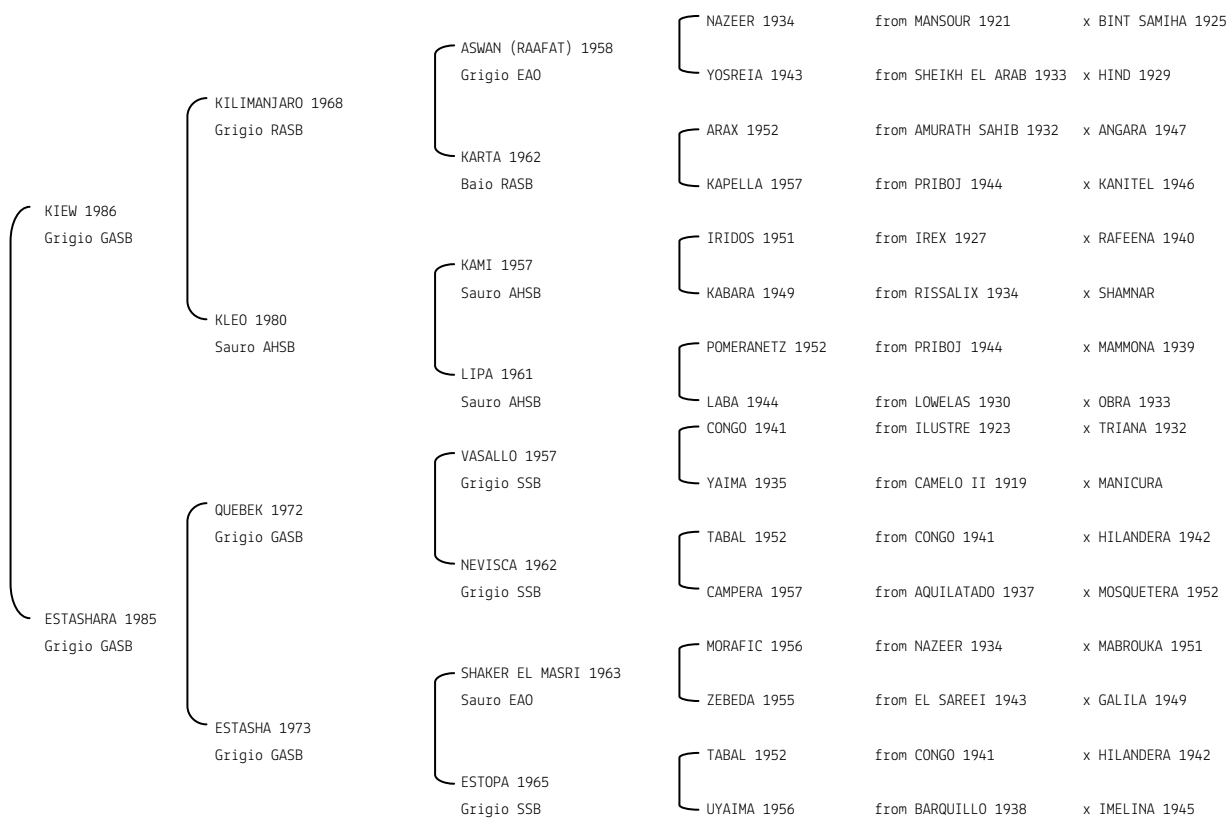 NAZEER 1934 from MANSOUR 1921 x BINT SAMIHA 1925
ASWAN (RAAFAT) 1958
Grigio EAO
YOSREIA 1943 from SHEIKH EL ARAB 1933 x HIND 1929
KILIMANJARO 1968
Grigio RASB
ARAX 1952 from AMURATH SAHIB 1932 x ANGARA 1947
KARTA 1962
Baio RASB
KAPELLA 1957 from PRIBOJ 1944 x KANITEL 1946
KIEW 1986
Grigio GASB
IRIDOS 1951 from IREX 1927 x RAFEENA 1940
KAMI 1957
Sauro AHSB
KABARA 1949 from RISSALIX 1934 x SHAMNAR
KLEO 1980
Sauro AHSB
POMERANETZ 1952 from PRIBOJ 1944 x MAMMONA 1939
LIPA 1961
Sauro AHSB
LABA 1944 from LOWELAS 1930 x OBRA 1933
CONGO 1941 from ILUSTRE 1923 x TRIANA 1932
VASALLO 1957
Grigio SSB
YAIMA 1935 from CAMELO II 1919 x MANICURA
QUEBEK 1972
Grigio GASB
TABAL 1952 from CONGO 1941 x HILANDERA 1942
NEVISCA 1962
Grigio SSB
CAMPERA 1957 from AQUILATADO 1937 x MOSQUETERA 1952
ESTASHARA 1985
Grigio GASB
MORAFIC 1956 from NAZEER 1934 x MABROUKA 1951
SHAKER EL MASRI 1963
Sauro EAO
ZEBEDA 1955 from EL SAREEI 1943 x GALILA 1949
ESTASHA 1973
Grigio GASB
TABAL 1952 from CONGO 1941 x HILANDERA 1942
ESTOPA 1965
Grigio SSB
UYAIMA 1956 from BARQUILLO 1938 x IMELINA 1945